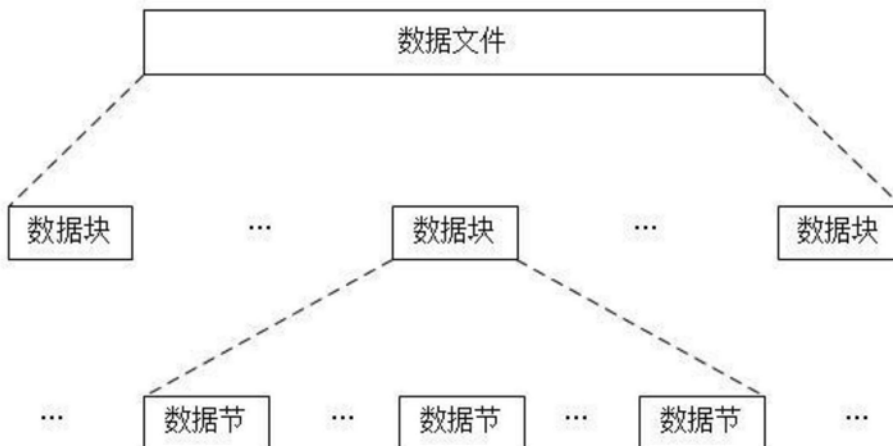 数据文件
数据块 … 数据块 … 数据块
… 数据节 … 数据节 … 数据节 …